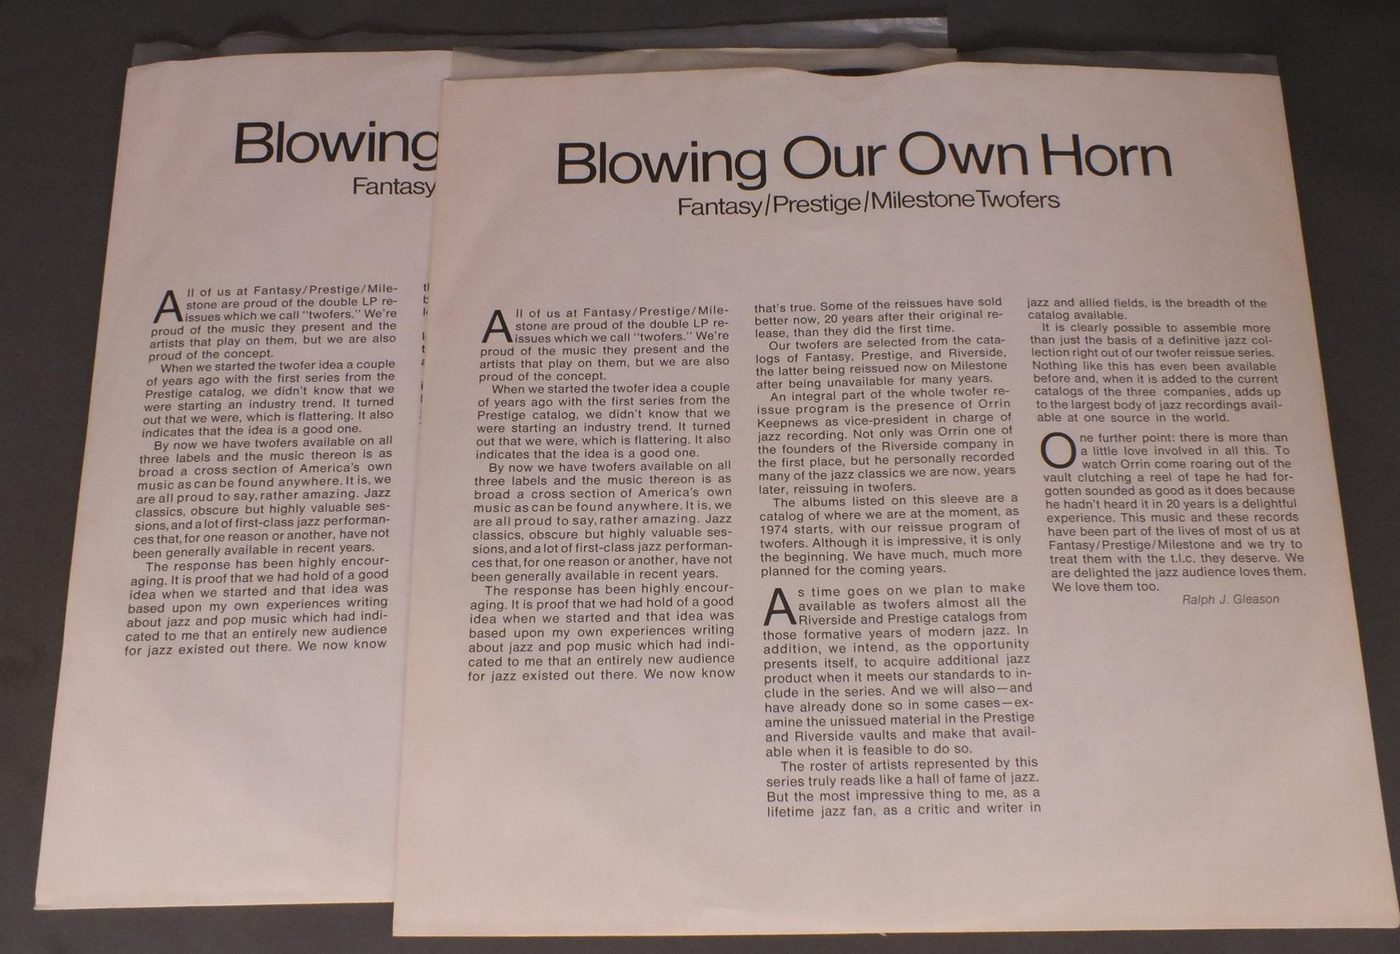 Blowing
Fantasy
All of us at Fantasy/Prestige/Mile-
stone are proud of the double LP re-
issues which we call "twofers." We're
proud of the music they present and the
artists that play on them, but we are also
proud of the concept.
When we started the twofer idea a couple
of years ago with the first series from the
Prestige catalog, we didn't know that we
were starting an industry trend. It turned
out that we were, which is flattering. It also
indicates that the idea is a good one.
By now we have twofers available on all
three labels and the music thereon is as
broad a cross section of America's own
music as can be found anywhere. It is, we
are all proud to say, rather amazing. Jazz
classics, obscure but highly valuable ses-
sions, and a lot of first-class jazz performan-
ces that, for one reason or another, have not
been generally available in recent years.
The response has been highly encour-
aging. It is proof that we had hold of a good
idea when we started and that idea was
based upon my own experiences writing
about jazz and pop music which had indi-
cated to me that an entirely new audience
for jazz existed out there. We now know
Blowing Our Own Horn
Fantasy/Prestige/Milestone Twofers
All of us at Fantasy/Prestige/Mile-
stone are proud of the double LP re-
issues which we call "twofers." We're
proud of the music they present and the
artists that play on them, but we are also
proud of the concept.
When we started the twofer idea a couple
of years ago with the first series from the
Prestige catalog, we didn't know that we
were starting an industry trend. It turned
out that we were, which is flattering. It also
indicates that the idea is a good one.
By now we have twofers available on all
three labels and the music thereon is as
broad a cross section of America's own
music as can be found anywhere. It is, we
are all proud to say, rather amazing. Jazz
classics, obscure but highly valuable ses-
sions, and a lot of first-class jazz performan-
ces that, for one reason or another, have not
been generally available in recent years.
The response has been highly encour-
aging. It is proof that we had hold of a good
idea when we started and that idea was
based upon my own experiences writing
about jazz and pop music which had indi-
cated to me that an entirely new audience
for jazz existed out there. We now know
that's true. Some of the reissues have sold
better now, 20 years after their original re-
lease, than they did the first time.
Our twofers are selected from the cata-
logs of Fantasy, Prestige, and Riverside,
the latter being reissued now on Milestone
after being unavailable for many years.
An integral part of the whole twofer re-
issue program is the presence of Orrin
Keepnews as vice-president in charge of
jazz recording. Not only was Orrin one of
the founders of the Riverside company in
the first place, but he personally recorded
many of the jazz classics we are now, years
later, reissuing in twofers.
The albums listed on this sleeve are a
catalog of where we are at the moment, as
1974 starts, with our reissue program of
twofers. Although it is impressive, it is only
the beginning. We have much, much more
planned for the coming years.
As time goes on we plan to make
available as twofers almost all the
Riverside and Prestige catalogs from
those formative years of modern jazz. In
addition, we intend, as the opportunity
presents itself, to acquire additional jazz
product when it meets our standards to in-
clude in the series. And we will also—and
have already done so in some cases—ex-
amine the unissued material in the Prestige
and Riverside vaults and make that avail-
able when it is feasible to do so.
The roster of artists represented by this
series truly reads like a hall of fame of jazz.
But the most impressive thing to me, as a
lifetime jazz fan, as a critic and writer in
jazz and allied fields, is the breadth of the
catalog available.
It is clearly possible to assemble more
than just the basis of a definitive jazz col-
lection right out of our twofer reissue series.
Nothing like this has even been available
before and, when it is added to the current
catalogs of the three companies, adds up
to the largest body of jazz recordings avail-
able at one source in the world.
One further point: there is more than
a little love involved in all this. To
watch Orrin come roaring out of the
vault clutching a reel of tape he had for-
gotten sounded as good as it does because
he hadn't heard it in 20 years is a delightful
experience. This music and these records
have been part of the lives of most of us at
Fantasy/Prestige/Milestone and we try to
treat them with the t.l.c. they deserve. We
are delighted the jazz audience loves them.
We love them too.
Ralph J. Gleason